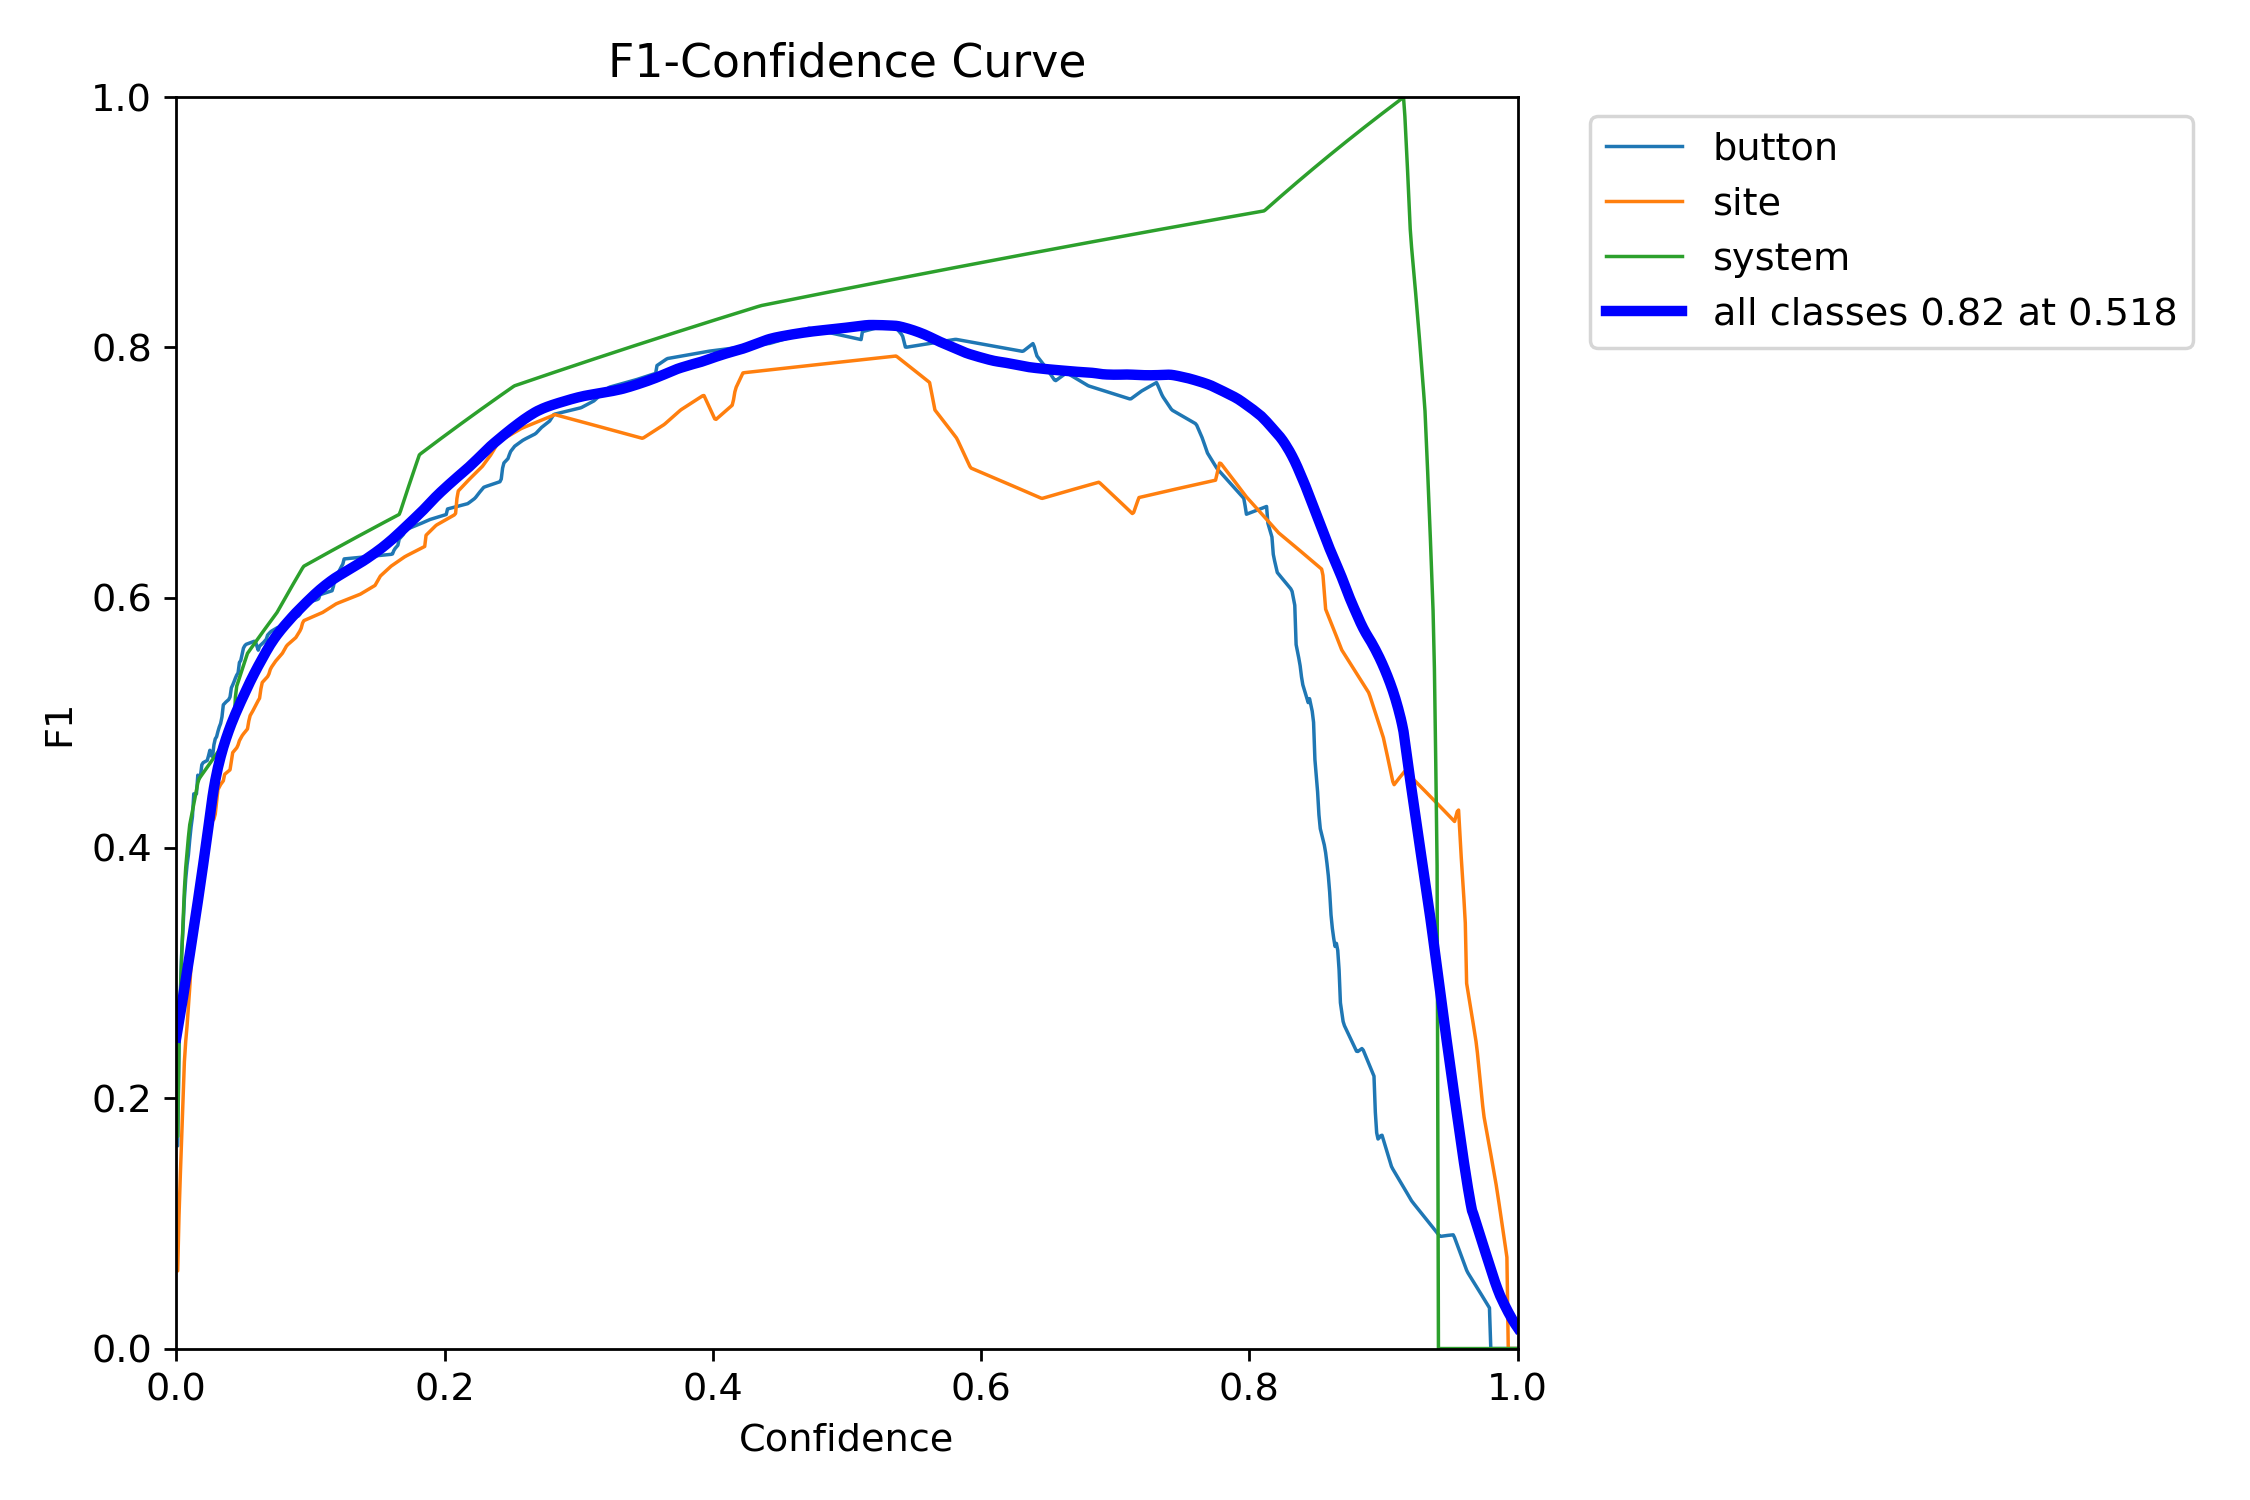 F1-Confidence Curve
1.0
0.8
0.6
0.4
0.2
0.0
F1
0.0 0.2 0.4 0.6 0.8 1.0
Confidence
button
site
system
all classes 0.82 at 0.518